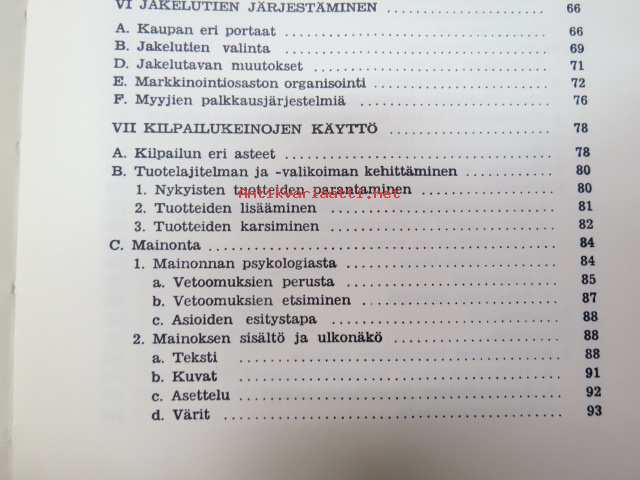 VI JAKELUTIEN JÄRJESTÄMINEN ........ 66
A. Kaupan eri portaat ........ 66
B. Jakelutien valinta ........ 69
D. Jakelutavan muutokset ........ 71
E. Markkinointiosaston organisointi ........ 72
F. Myyjien palkkausjärjestelmiä ........ 76
VII KILPAILUKEINOJEN KÄYTTÖ ........ 78
A. Kilpailun eri asteet ........ 78
B. Tuotelajitelman ja -valikoiman kehittäminen ........ 80
1. Nykyisten tuotteiden parantaminen ........ 80
Antikvariaatti.net
2. Tuotteiden lisääminen ........ 81
3. Tuotteiden karsiminen ........ 82
C. Mainonta ........ 84
1. Mainonnan psykologiasta ........ 84
a. Vetoomuksien perusta ........ 85
b. Vetoomuksien etsiminen ........ 87
c. Asioiden esitystapa ........ 88
2. Mainoksen sisältö ja ulkonäkö ........ 88
a. Teksti ........ 88
b. Kuvat ........ 91
c. Asettelu ........ 92
d. Värit ........ 93